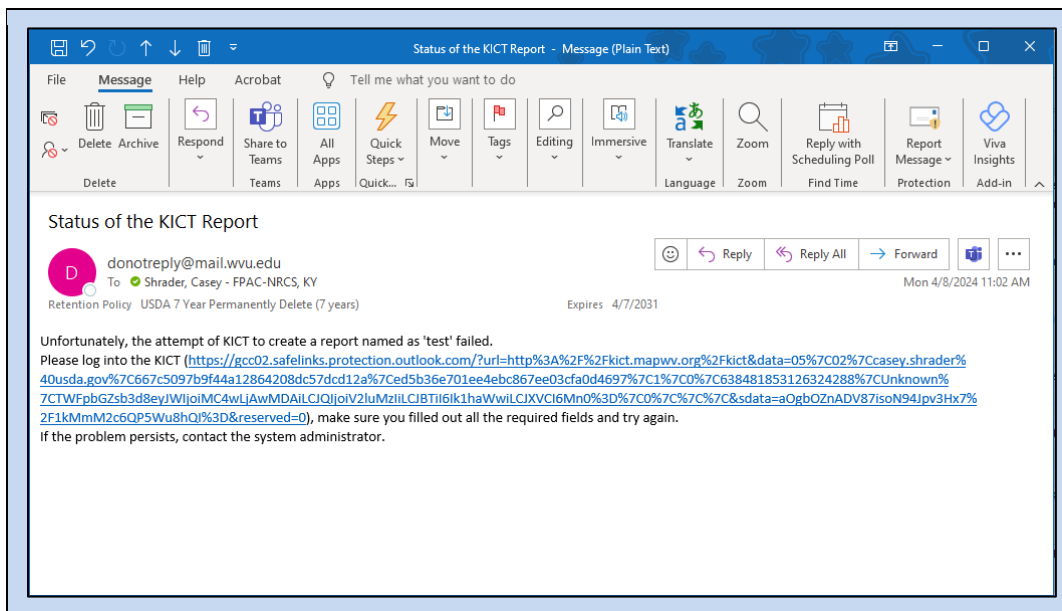 Status of the KICT Report - Message (Plain Text)
File Message Help Acrobat Tell me what you want to do
Delete Archive Respond Share to Teams All Apps Quick Steps Move Tags Editing Immersive Translate Zoom Reply with Scheduling Poll Report Message Viva Insights
Delete Teams Apps Quick... Language Zoom Find Time Protection Add-in
Status of the KICT Report
D
donotreply@mail.wvu.edu
Reply Reply All Forward
To Shrader, Casey - FPAC-NRCS, KY
Mon 4/8/2024 11:02 AM
Retention Policy USDA 7 Year Permanently Delete (7 years) Expires 4/7/2031
Unfortunately, the attempt of KICT to create a report named as 'test' failed.
Please log into the KICT (https://gcc02.safelinks.protection.outlook.com/?url=http%3A%2F%2Fkict.mapwv.org%2Fkict&data=05%7C02%7Ccasey.shrader%
40usda.gov%7C667c5097b9f44a12864208dc57dcd12a%7Ced5b36e701ee4ebc867ee03cfa0d4697%7C1%7C0%7C638481853126324288%7CUnknown%
7CTWFpbGZsb3d8eyJWIjoiMC4wLjAwMDAiLCJQIjoiV2luMzIiLCJBTiI6Ik1haWwiLCJXVCI6Mn0%3D%7C0%7C%7C%7C&sdata=aOgbOZnADV87isoN94Jpv3Hx7%
2F1kMmM2c6QP5Wu8hQI%3D&reserved=0), make sure you filled out all the required fields and try again.
If the problem persists, contact the system administrator.